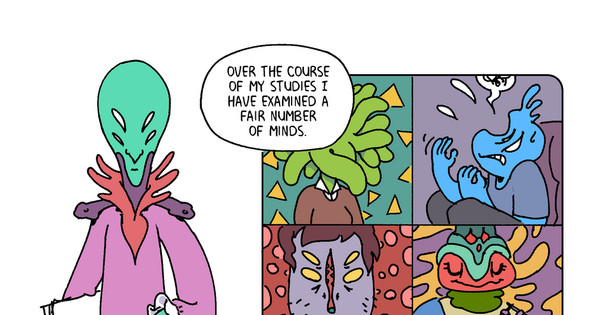 OVER THE COURSE
OF MY STUDIES I
HAVE EXAMINED A
FAIR NUMBER
OF MINDS.